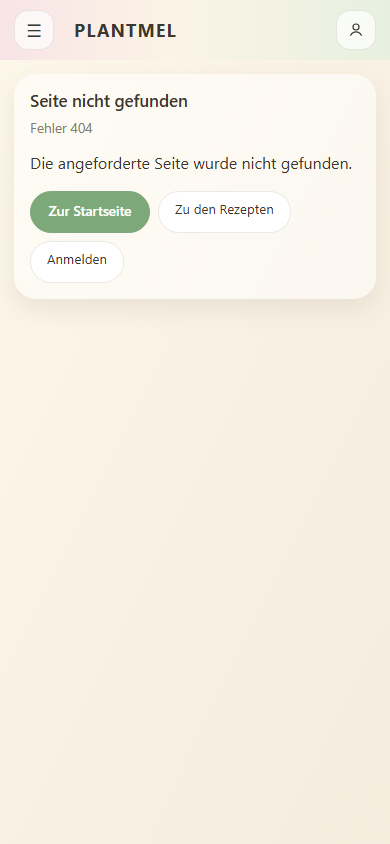 PLANTMEL
Seite nicht gefunden
Fehler 404
Die angeforderte Seite wurde nicht gefunden.
Zur Startseite
Zu den Rezepten
Anmelden